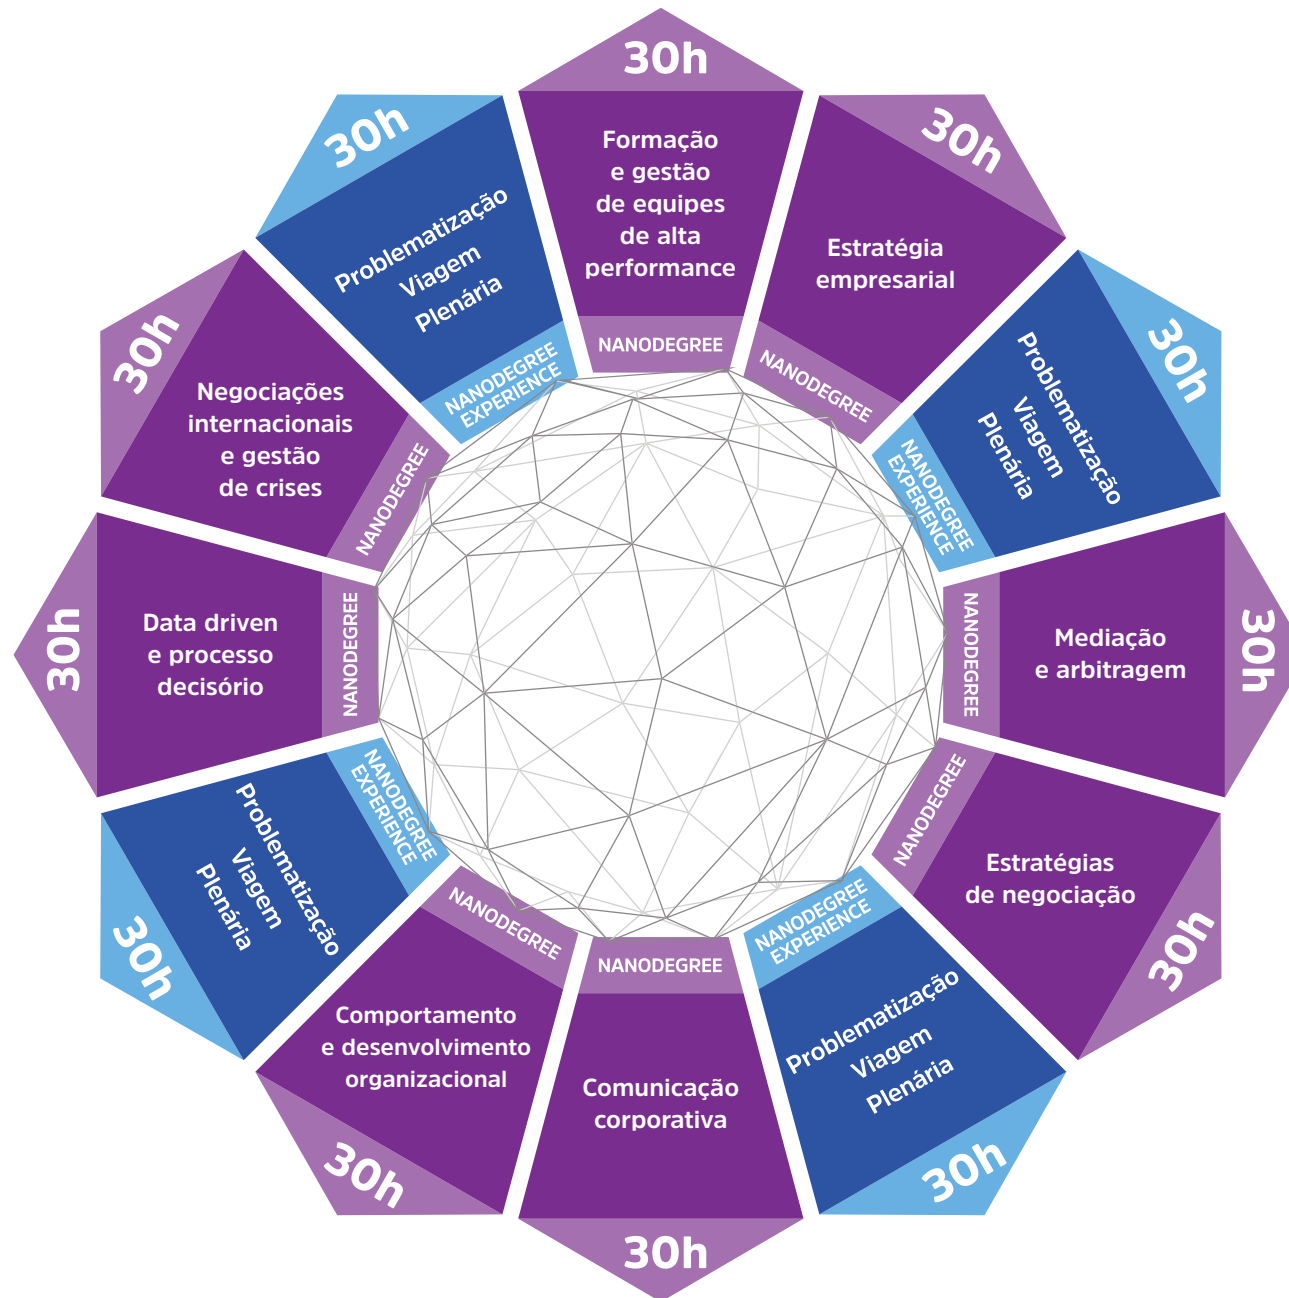 30h
Formação
e gestão
de equipes
de alta
performance
NANODEGREE
30h
Estratégia
empresarial
NANODEGREE
30h
Problematização
Viagem
Plenária
NANODEGREE
EXPERIENCE
30h
Mediação
e arbitragem
NANODEGREE
30h
Estratégias
de negociação
NANODEGREE
30h
Problematização
Viagem
Plenária
NANODEGREE
EXPERIENCE
30h
Comunicação
corporativa
NANODEGREE
30h
Comportamento
e desenvolvimento
organizacional
NANODEGREE
30h
Problematização
Viagem
Plenária
NANODEGREE
EXPERIENCE
30h
Data driven
e processo
decisório
NANODEGREE
30h
Negociações
internacionais
e gestão
de crises
NANODEGREE
30h
Problematização
Viagem
Plenária
NANODEGREE
EXPERIENCE